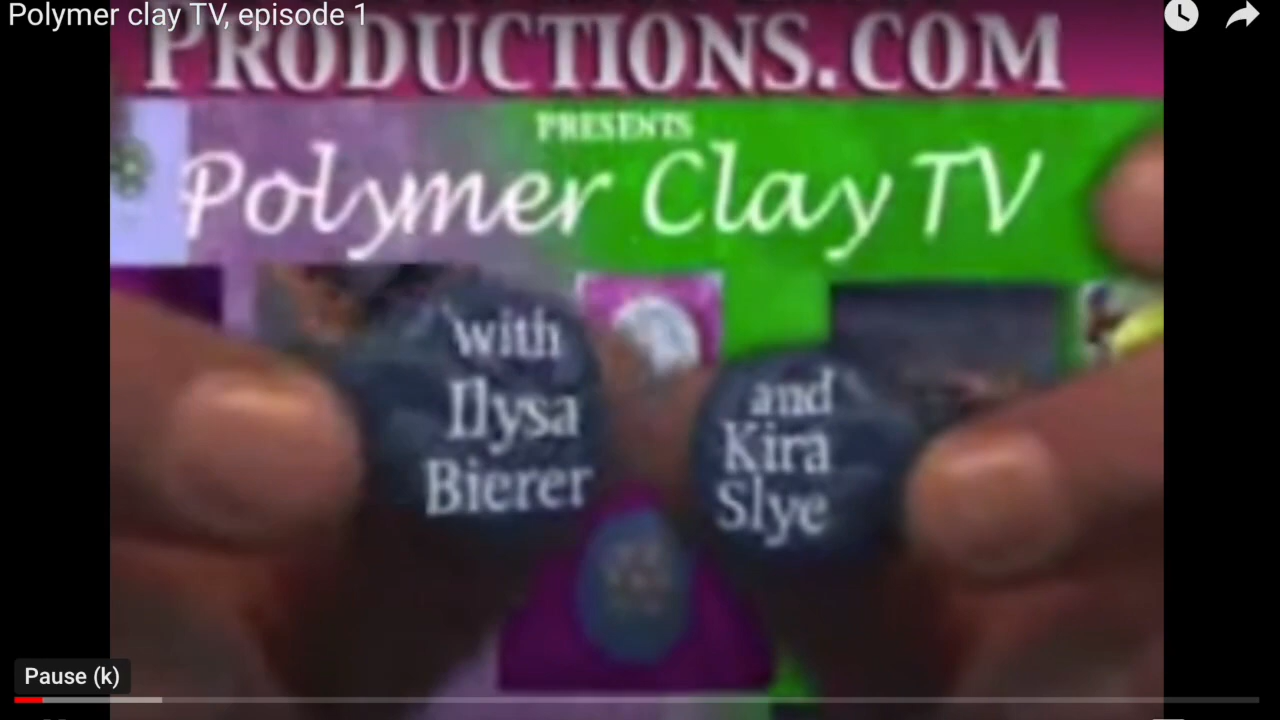 Polymer clay TV, episode 1
PRODUCTIONS.COM
PRESENTS
Polymer Clay TV
with
Ilysa
Bierer
and
Kira
Slye
Pause (k)